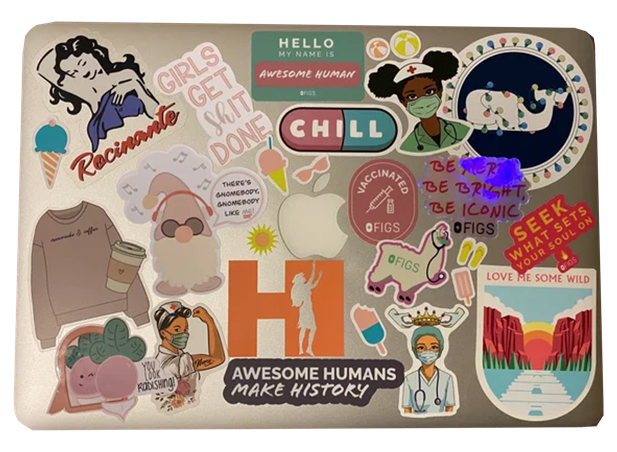 HELLO
MY NAME IS
AWESOME HUMAN
FIGS
GIRLS
GET
ShIT
DONE
CHILL
Rocinante
THERE'S
GNOMEBODY,
GNOMEBODY
LIKE
VACCINATED
FIGS
BE
BE BRIGHT,
BE ICONIC
FIGS
SEEK
WHAT SETS
YOUR SOUL ON
FIGS
LOVE ME SOME WILD
HI
YOU
LOOK
RADISHING!
Nurse
AWESOME HUMANS
MAKE HISTORY